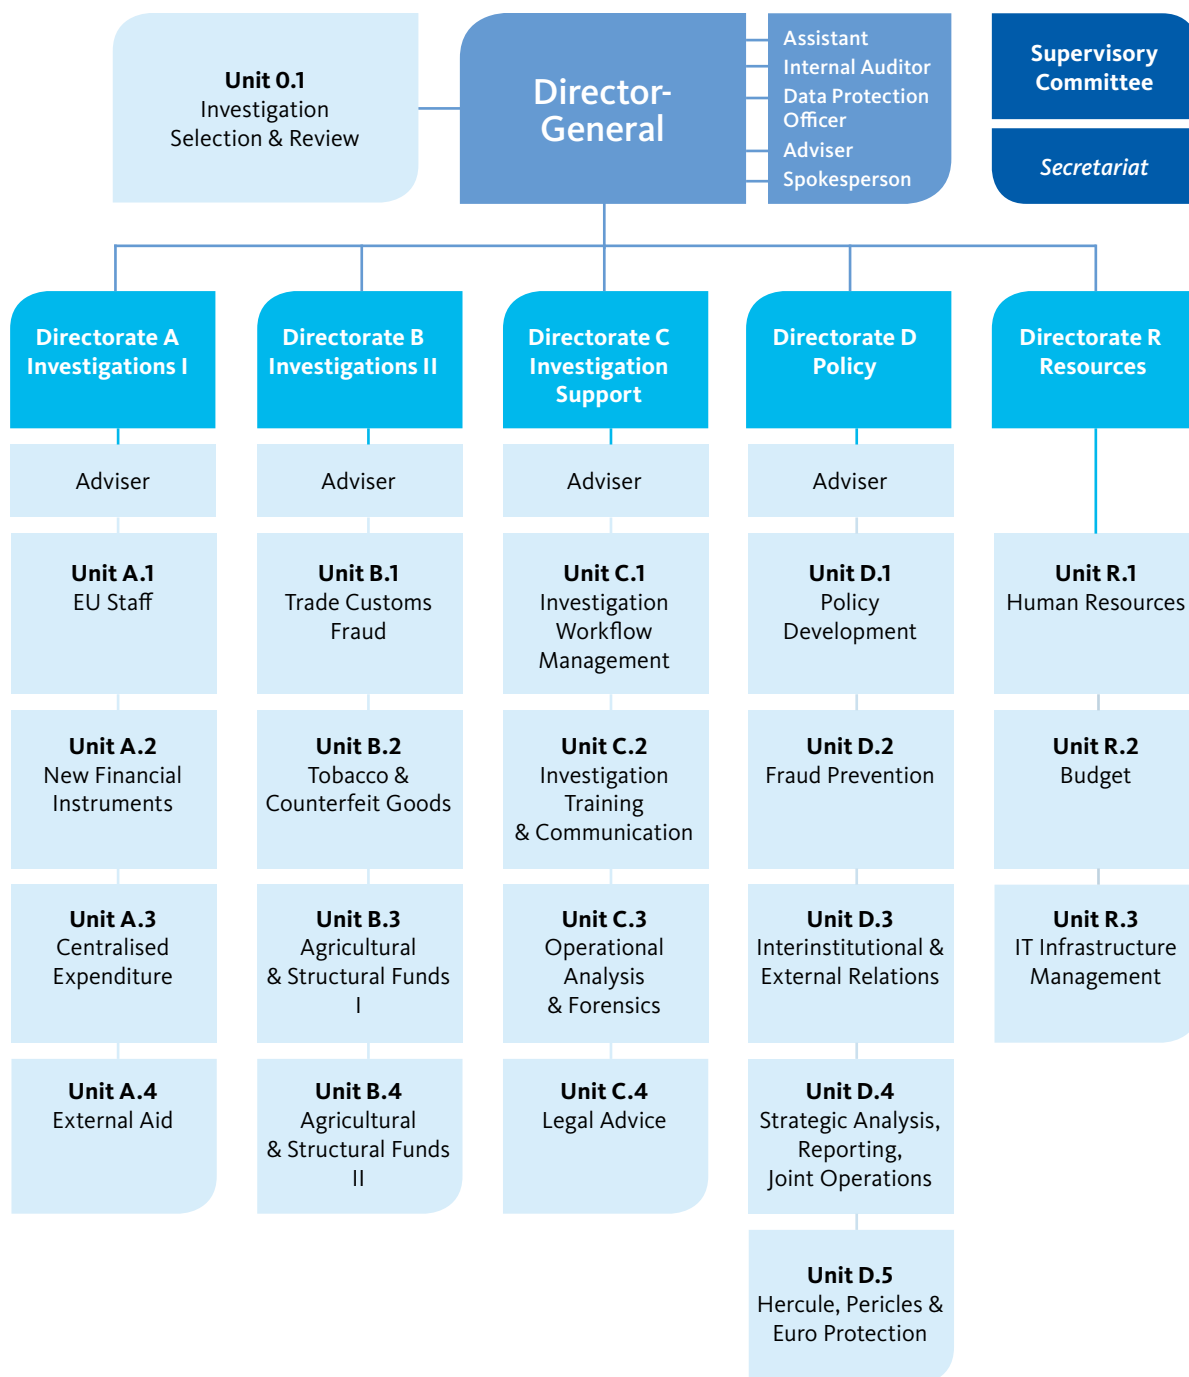 Unit 0.1
Investigation
Selection & Review
Director-
General
Assistant
Internal Auditor
Data Protection
Officer
Adviser
Spokesperson
Supervisory
Committee
Secretariat
Directorate A
Investigations I
Directorate B
Investigations II
Directorate C
Investigation
Support
Directorate D
Policy
Directorate R
Resources
Adviser
Adviser
Adviser
Adviser
Unit A.1
EU Staff
Unit B.1
Trade Customs
Fraud
Unit C.1
Investigation
Workflow
Management
Unit D.1
Policy
Development
Unit R.1
Human Resources
Unit A.2
New Financial
Instruments
Unit B.2
Tobacco &
Counterfeit Goods
Unit C.2
Investigation
Training
& Communication
Unit D.2
Fraud Prevention
Unit R.2
Budget
Unit A.3
Centralised
Expenditure
Unit B.3
Agricultural
& Structural Funds
I
Unit C.3
Operational
Analysis
& Forensics
Unit D.3
Interinstitutional &
External Relations
Unit R.3
IT Infrastructure
Management
Unit A.4
External Aid
Unit B.4
Agricultural
& Structural Funds
II
Unit C.4
Legal Advice
Unit D.4
Strategic Analysis,
Reporting,
Joint Operations
Unit D.5
Hercule, Pericles &
Euro Protection